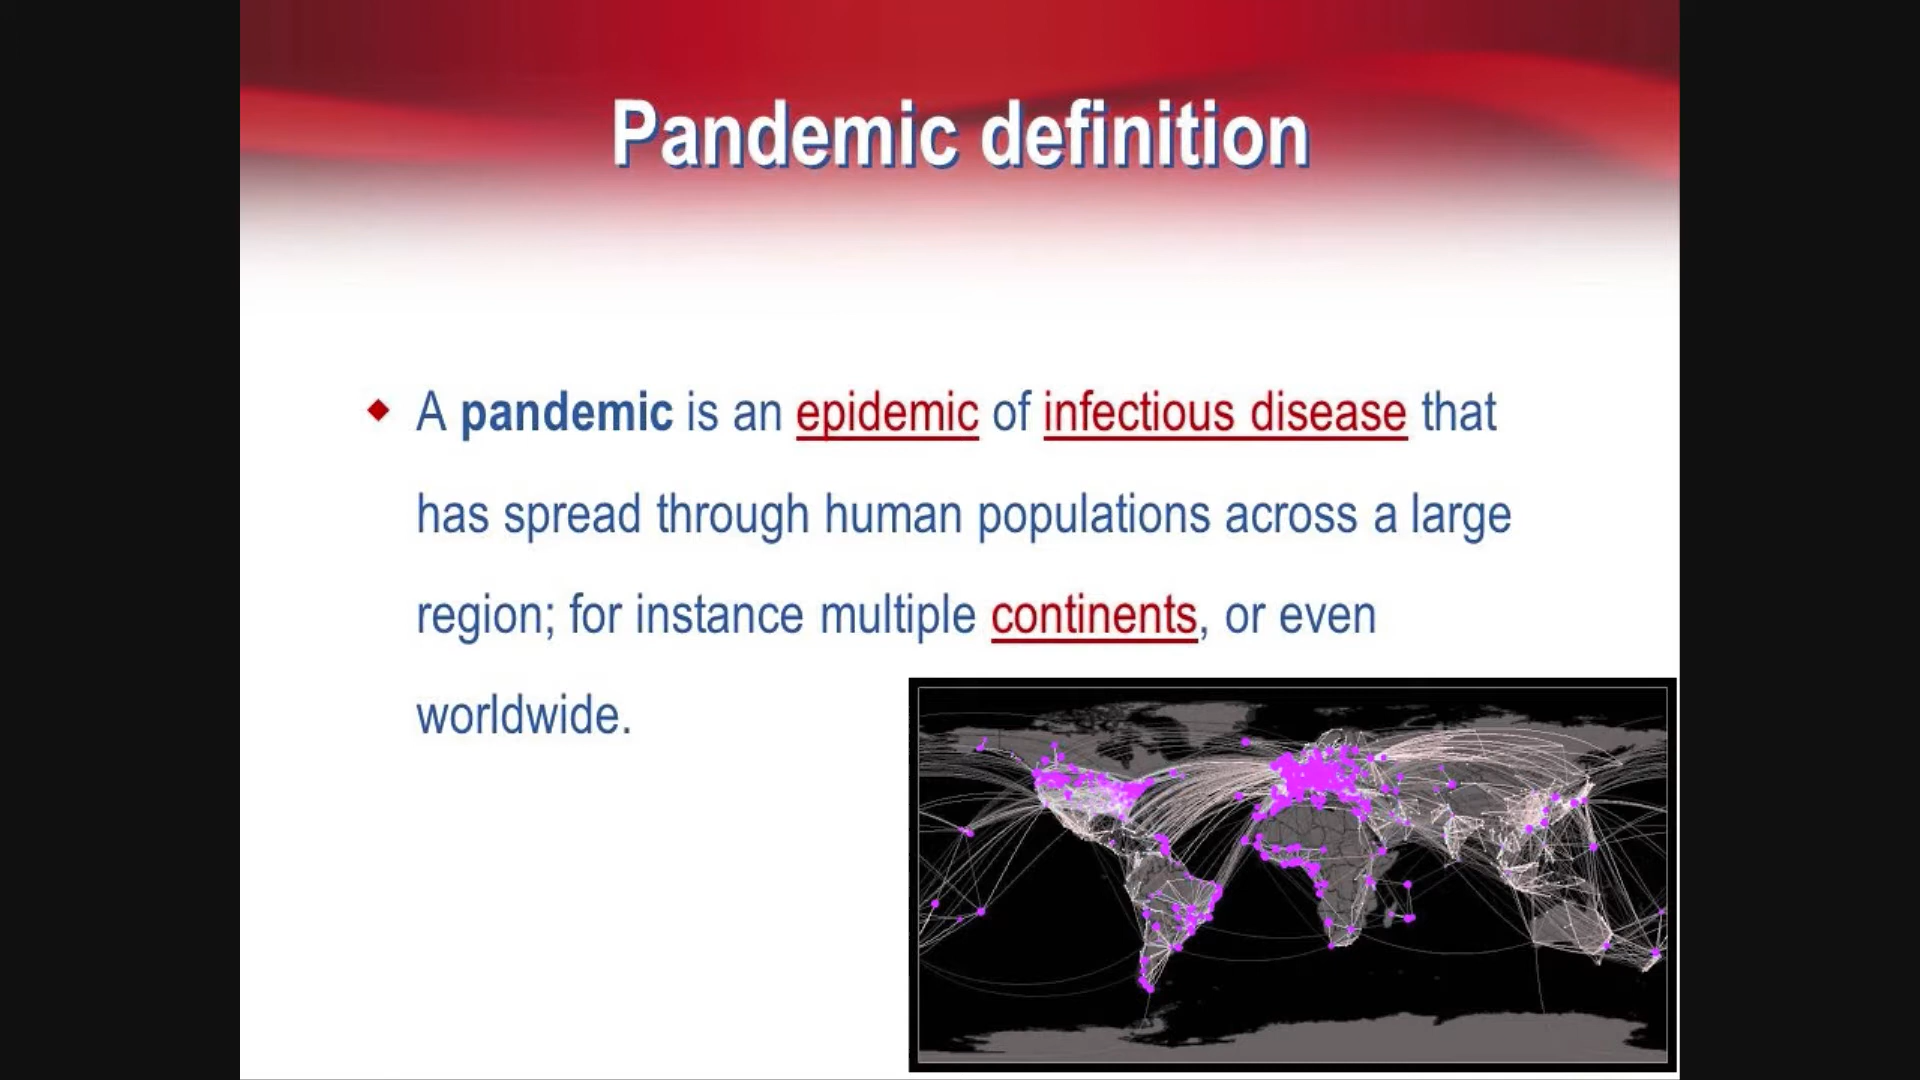 Pandemic definition
A pandemic is an epidemic of infectious disease that
has spread through human populations across a large
region; for instance multiple continents, or even
worldwide.